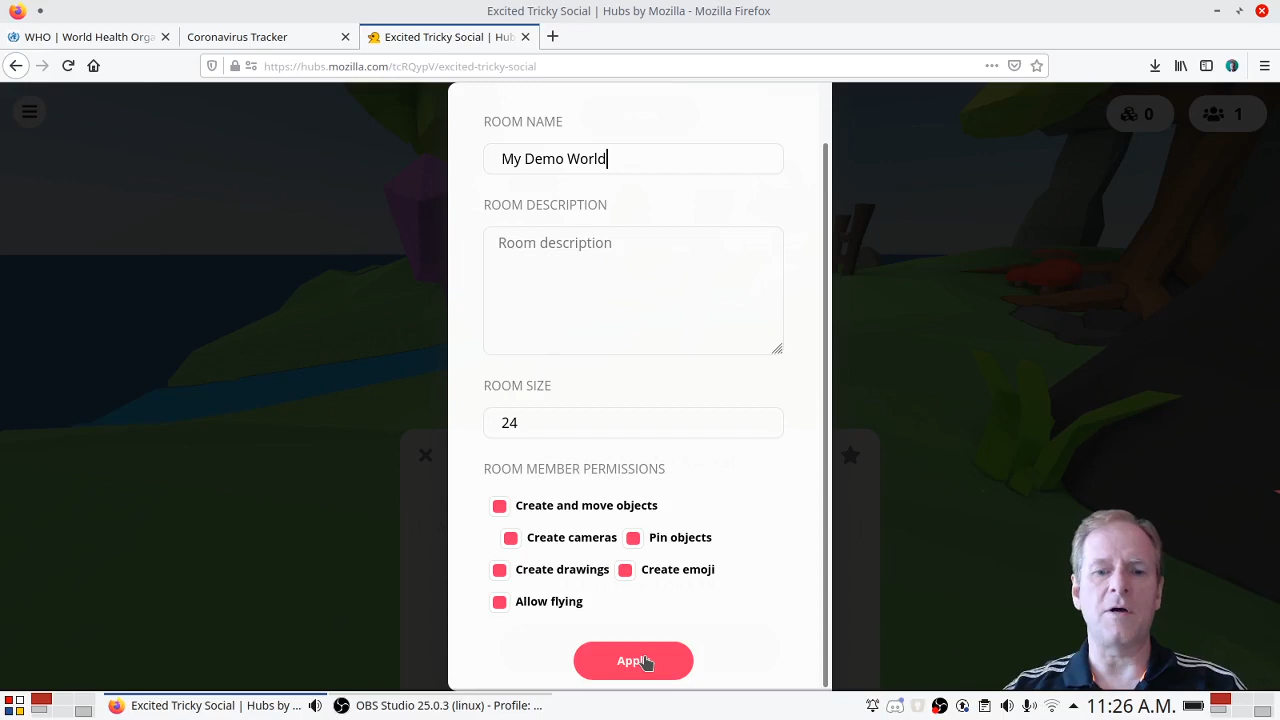 Excited Tricky Social | Hubs by Mozilla - Mozilla Firefox
WHO | World Health Orga
Coronavirus Tracker
Excited Tricky Social | Hub
https://hubs.mozilla.com/tcRQypV/excited-tricky-social
0
1
ROOM NAME
My Demo World
ROOM DESCRIPTION
Room description
ROOM SIZE
24
ROOM MEMBER PERMISSIONS
Create and move objects
Create cameras Pin objects
Create drawings Create emoji
Allow flying
Apply
Excited Tricky Social | Hubs by ...
OBS Studio 25.0.3 (linux) - Profile: ...
11:26 A.M.